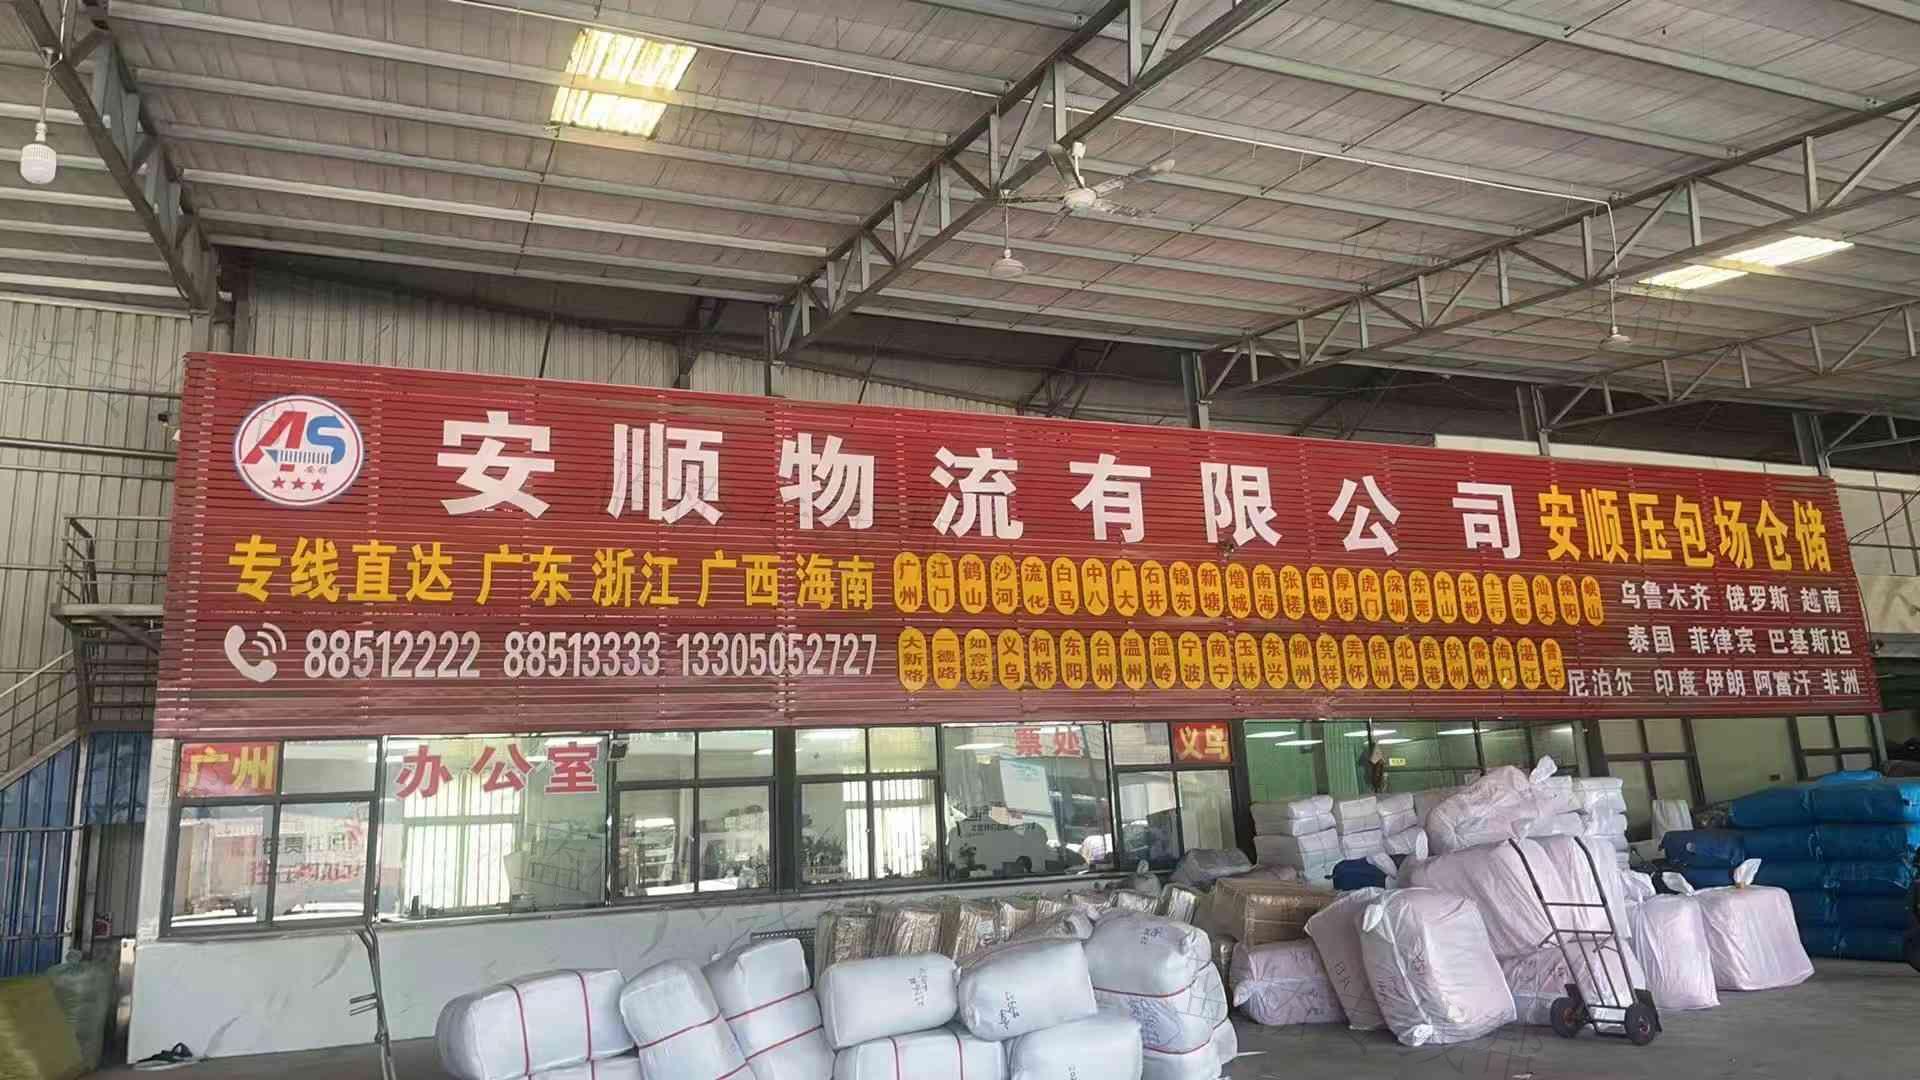 AS
安顺物流有限公司
安顺压包场仓储
专线直达 广东 浙江 广西 海南
广州 江门 鹤山 沙河 流花 白马 中八 广大 石井 锦东 新塘 增城 南海 张槎 西樵 厚街 虎门 深圳 东莞 中山 花都 十三行 三元里 汕头 揭阳
乌鲁木齐 俄罗斯 越南
88512222 88513333 13305052727
大新路 一德路 如意坊 义乌 柯桥 东阳 台州 温州 温岭 宁波 南宁 玉林 东兴 柳州 凭祥 弄怀 梧州 北海 贵港 钦州 雷州 湛江
泰国 菲律宾 巴基斯坦
尼泊尔 印度 伊朗 阿富汗 非洲
广州
办公室
票处
义乌